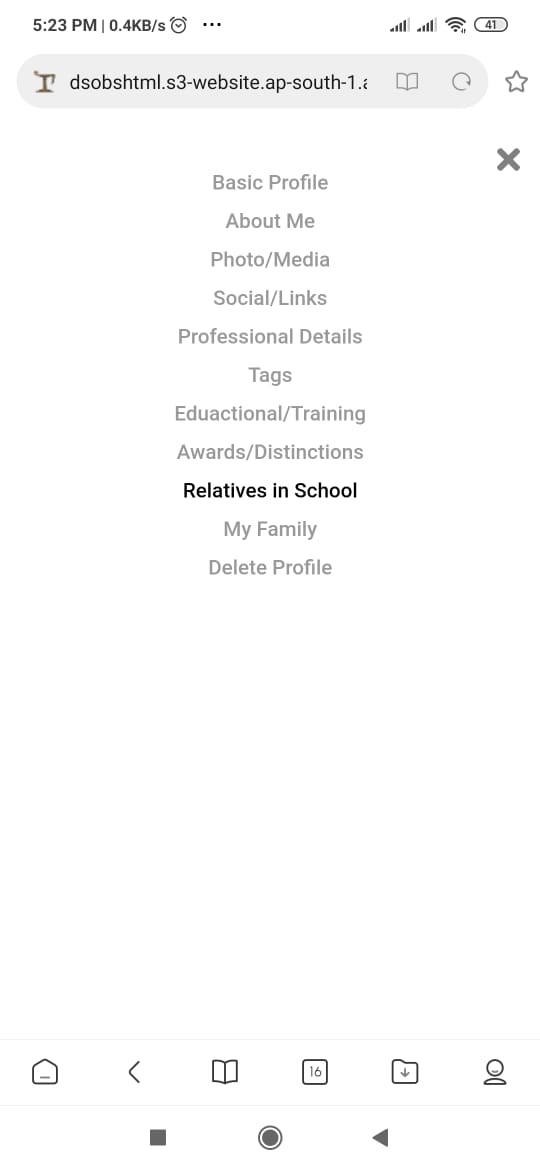 5:23 PM | 0.4KB/s
41
dsobshtml.s3-website.ap-south-1.a
Basic Profile
About Me
Photo/Media
Social/Links
Professional Details
Tags
Eduactional/Training
Awards/Distinctions
Relatives in School
My Family
Delete Profile
16